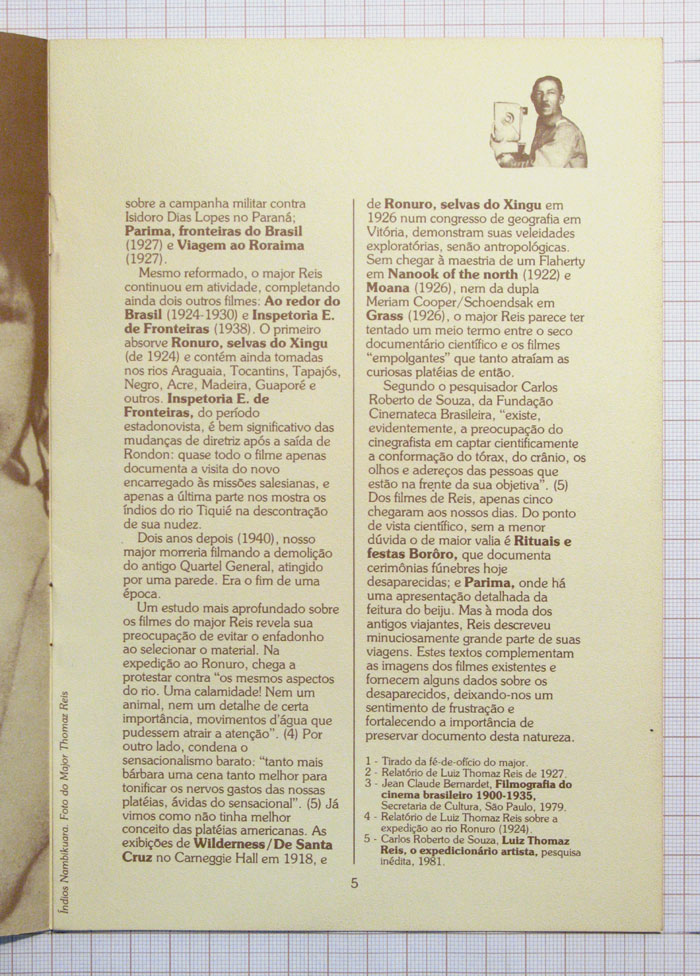 sobre a campanha militar contra
Isidoro Dias Lopes no Paraná;
Parima, fronteiras do Brasil
(1927) e Viagem ao Roraima
(1927).
Mesmo reformado, o major Reis
continuou em atividade, completando
ainda dois outros filmes: Ao redor do
Brasil (1924-1930) e Inspetoria E.
de Fronteiras (1938). O primeiro
absorve Ronuro, selvas do Xingu
(de 1924) e contém ainda tomadas
nos rios Araguaia, Tocantins, Tapajós,
Negro, Acre, Madeira, Guaporé e
outros. Inspetoria E. de
Fronteiras, do período
estadonovista, é bem significativo das
mudanças de diretriz após a saída de
Rondon: quase todo o filme apenas
documenta a visita do novo
encarregado às missões salesianas, e
apenas a última parte nos mostra os
índios do rio Tiquié na descontração
de sua nudez.
Dois anos depois (1940), nosso
major morreria filmando a demolição
do antigo Quartel General, atingido
por uma parede. Era o fim de uma
época.
Um estudo mais aprofundado sobre
os filmes do major Reis revela sua
preocupação de evitar o enfadonho
ao selecionar o material. Na
expedição ao Ronuro, chega a
protestar contra “os mesmos aspectos
do rio. Uma calamidade! Nem um
animal, nem um detalhe de certa
importância, movimentos d'água que
pudessem atrair a atenção”. (4) Por
outro lado, condena o
sensacionalismo barato: “tanto mais
bárbara uma cena tanto melhor para
tonificar os nervos gastos das nossas
platéias, ávidas do sensacional”. (5) Já
vimos como não tinha melhor
conceito das platéias americanas. As
exibições de Wilderness/De Santa
Cruz no Carneggie Hall em 1918, e
de Ronuro, selvas do Xingu em
1926 num congresso de geografia em
Vitória, demonstram suas veleidades
exploratórias, senão antropológicas.
Sem chegar à maestria de um Flaherty
em Nanook of the north (1922) e
Moana (1926), nem da dupla
Meriam Cooper/Schoendsak em
Grass (1926), o major Reis parece ter
tentado um meio termo entre o seco
documentário científico e os filmes
“empolgantes” que tanto atraíam as
curiosas platéias de então.
Segundo o pesquisador Carlos
Roberto de Souza, da Fundação
Cinemateca Brasileira, “existe,
evidentemente, a preocupação do
cinegrafista em captar cientificamente
a conformação do tórax, do crânio, os
olhos e adereços das pessoas que
estão na frente da sua objetiva”. (5)
Dos filmes de Reis, apenas cinco
chegaram aos nossos dias. Do ponto
de vista científico, sem a menor
dúvida o de maior valia é Rituais e
festas Borôro, que documenta
cerimônias fúnebres hoje
desaparecidas; e Parima, onde há
uma apresentação detalhada da
feitura do beiju. Mas à moda dos
antigos viajantes, Reis descreveu
minuciosamente grande parte de suas
viagens. Estes textos complementam
as imagens dos filmes existentes e
fornecem alguns dados sobre os
desaparecidos, deixando-nos um
sentimento de frustração e
fortalecendo a importância de
preservar documento desta natureza.
1 - Tirado da fé-de-ofício do major.
2 - Relatório de Luiz Thomaz Reis de 1927.
3 - Jean Claude Bernardet, Filmografia do
cinema brasileiro 1900-1935,
Secretaria de Cultura, São Paulo, 1979.
4 - Relatório de Luiz Thomaz Reis sobre a
expedição ao rio Ronuro (1924).
5 - Carlos Roberto de Souza, Luiz Thomaz
Reis, o expedicionário artista, pesquisa
inédita, 1981.
Índios Nambikuara. Foto do Major Thomaz Reis
5